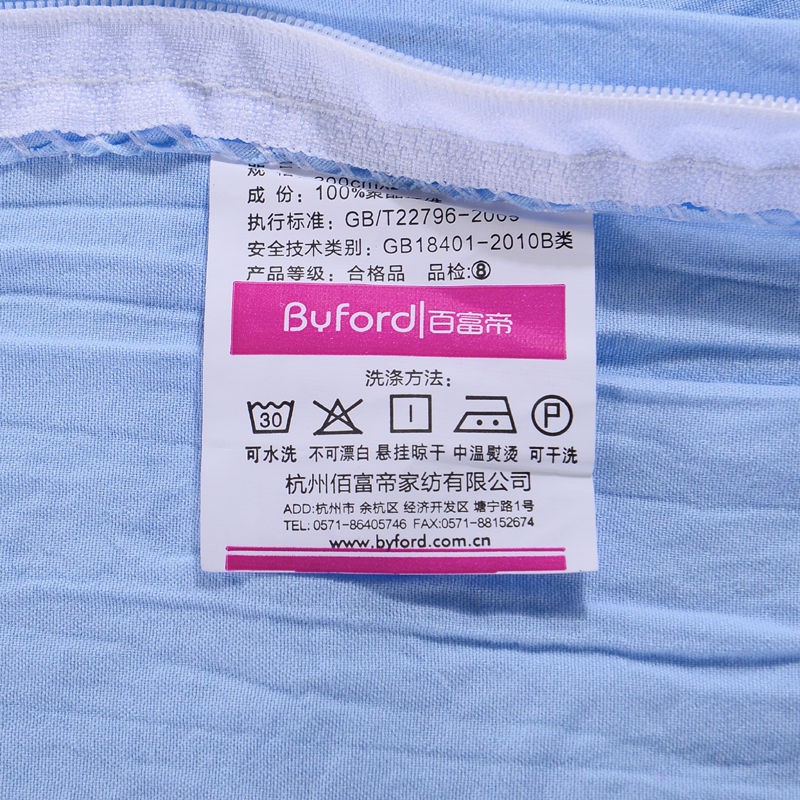 成 份：100%聚酯
执行标准：GB/T22796-2009
安全技术类别：GB18401-2010B类
产品等级：合格品 品检:⑧
Byford 百富帝
洗涤方法：
30 P
可水洗 不可漂白 悬挂晾干 中温熨烫 可干洗
杭州佰富帝家纺有限公司
ADD:杭州市 余杭区 经济开发区 塘宁路1号
TEL: 0571-86405746 FAX:0571-88152674
www.byford.com.cn